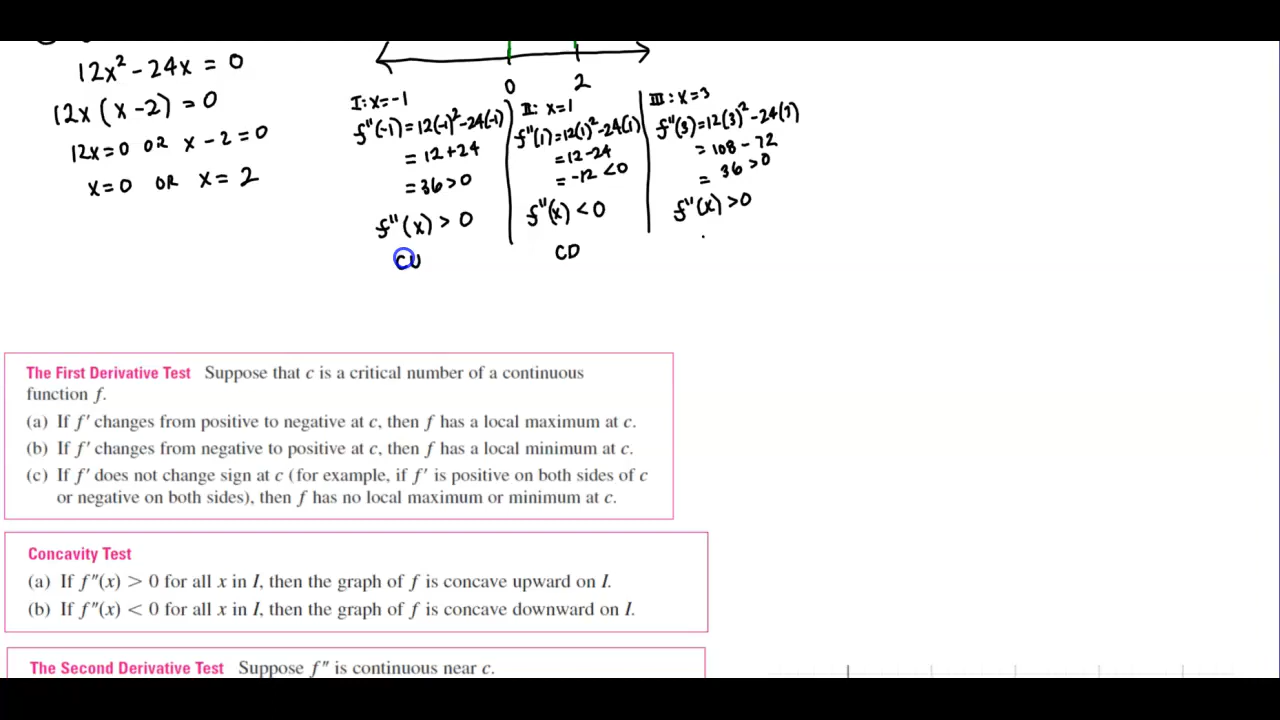 12x² - 24x = 0
12x (x - 2) = 0
12x = 0 OR x - 2 = 0
x = 0 OR x = 2
0 2
I: x = -1
f"(-1) = 12(-1)² - 24(-1)
= 12 + 24
= 36 > 0
f"(x) > 0
CU
II: x = 1
f"(1) = 12(1)² - 24(1)
= 12 - 24
= -12 < 0
f"(x) < 0
CD
III: x = 3
f"(3) = 12(3)² - 24(3)
= 108 - 72
= 36 > 0
f"(x) > 0
The First Derivative Test Suppose that c is a critical number of a continuous
function f.
(a) If f′ changes from positive to negative at c, then f has a local maximum at c.
(b) If f′ changes from negative to positive at c, then f has a local minimum at c.
(c) If f′ does not change sign at c (for example, if f′ is positive on both sides of c
or negative on both sides), then f has no local maximum or minimum at c.
Concavity Test
(a) If f″(x) > 0 for all x in I, then the graph of f is concave upward on I.
(b) If f″(x) < 0 for all x in I, then the graph of f is concave downward on I.
The Second Derivative Test Suppose f″ is continuous near c.